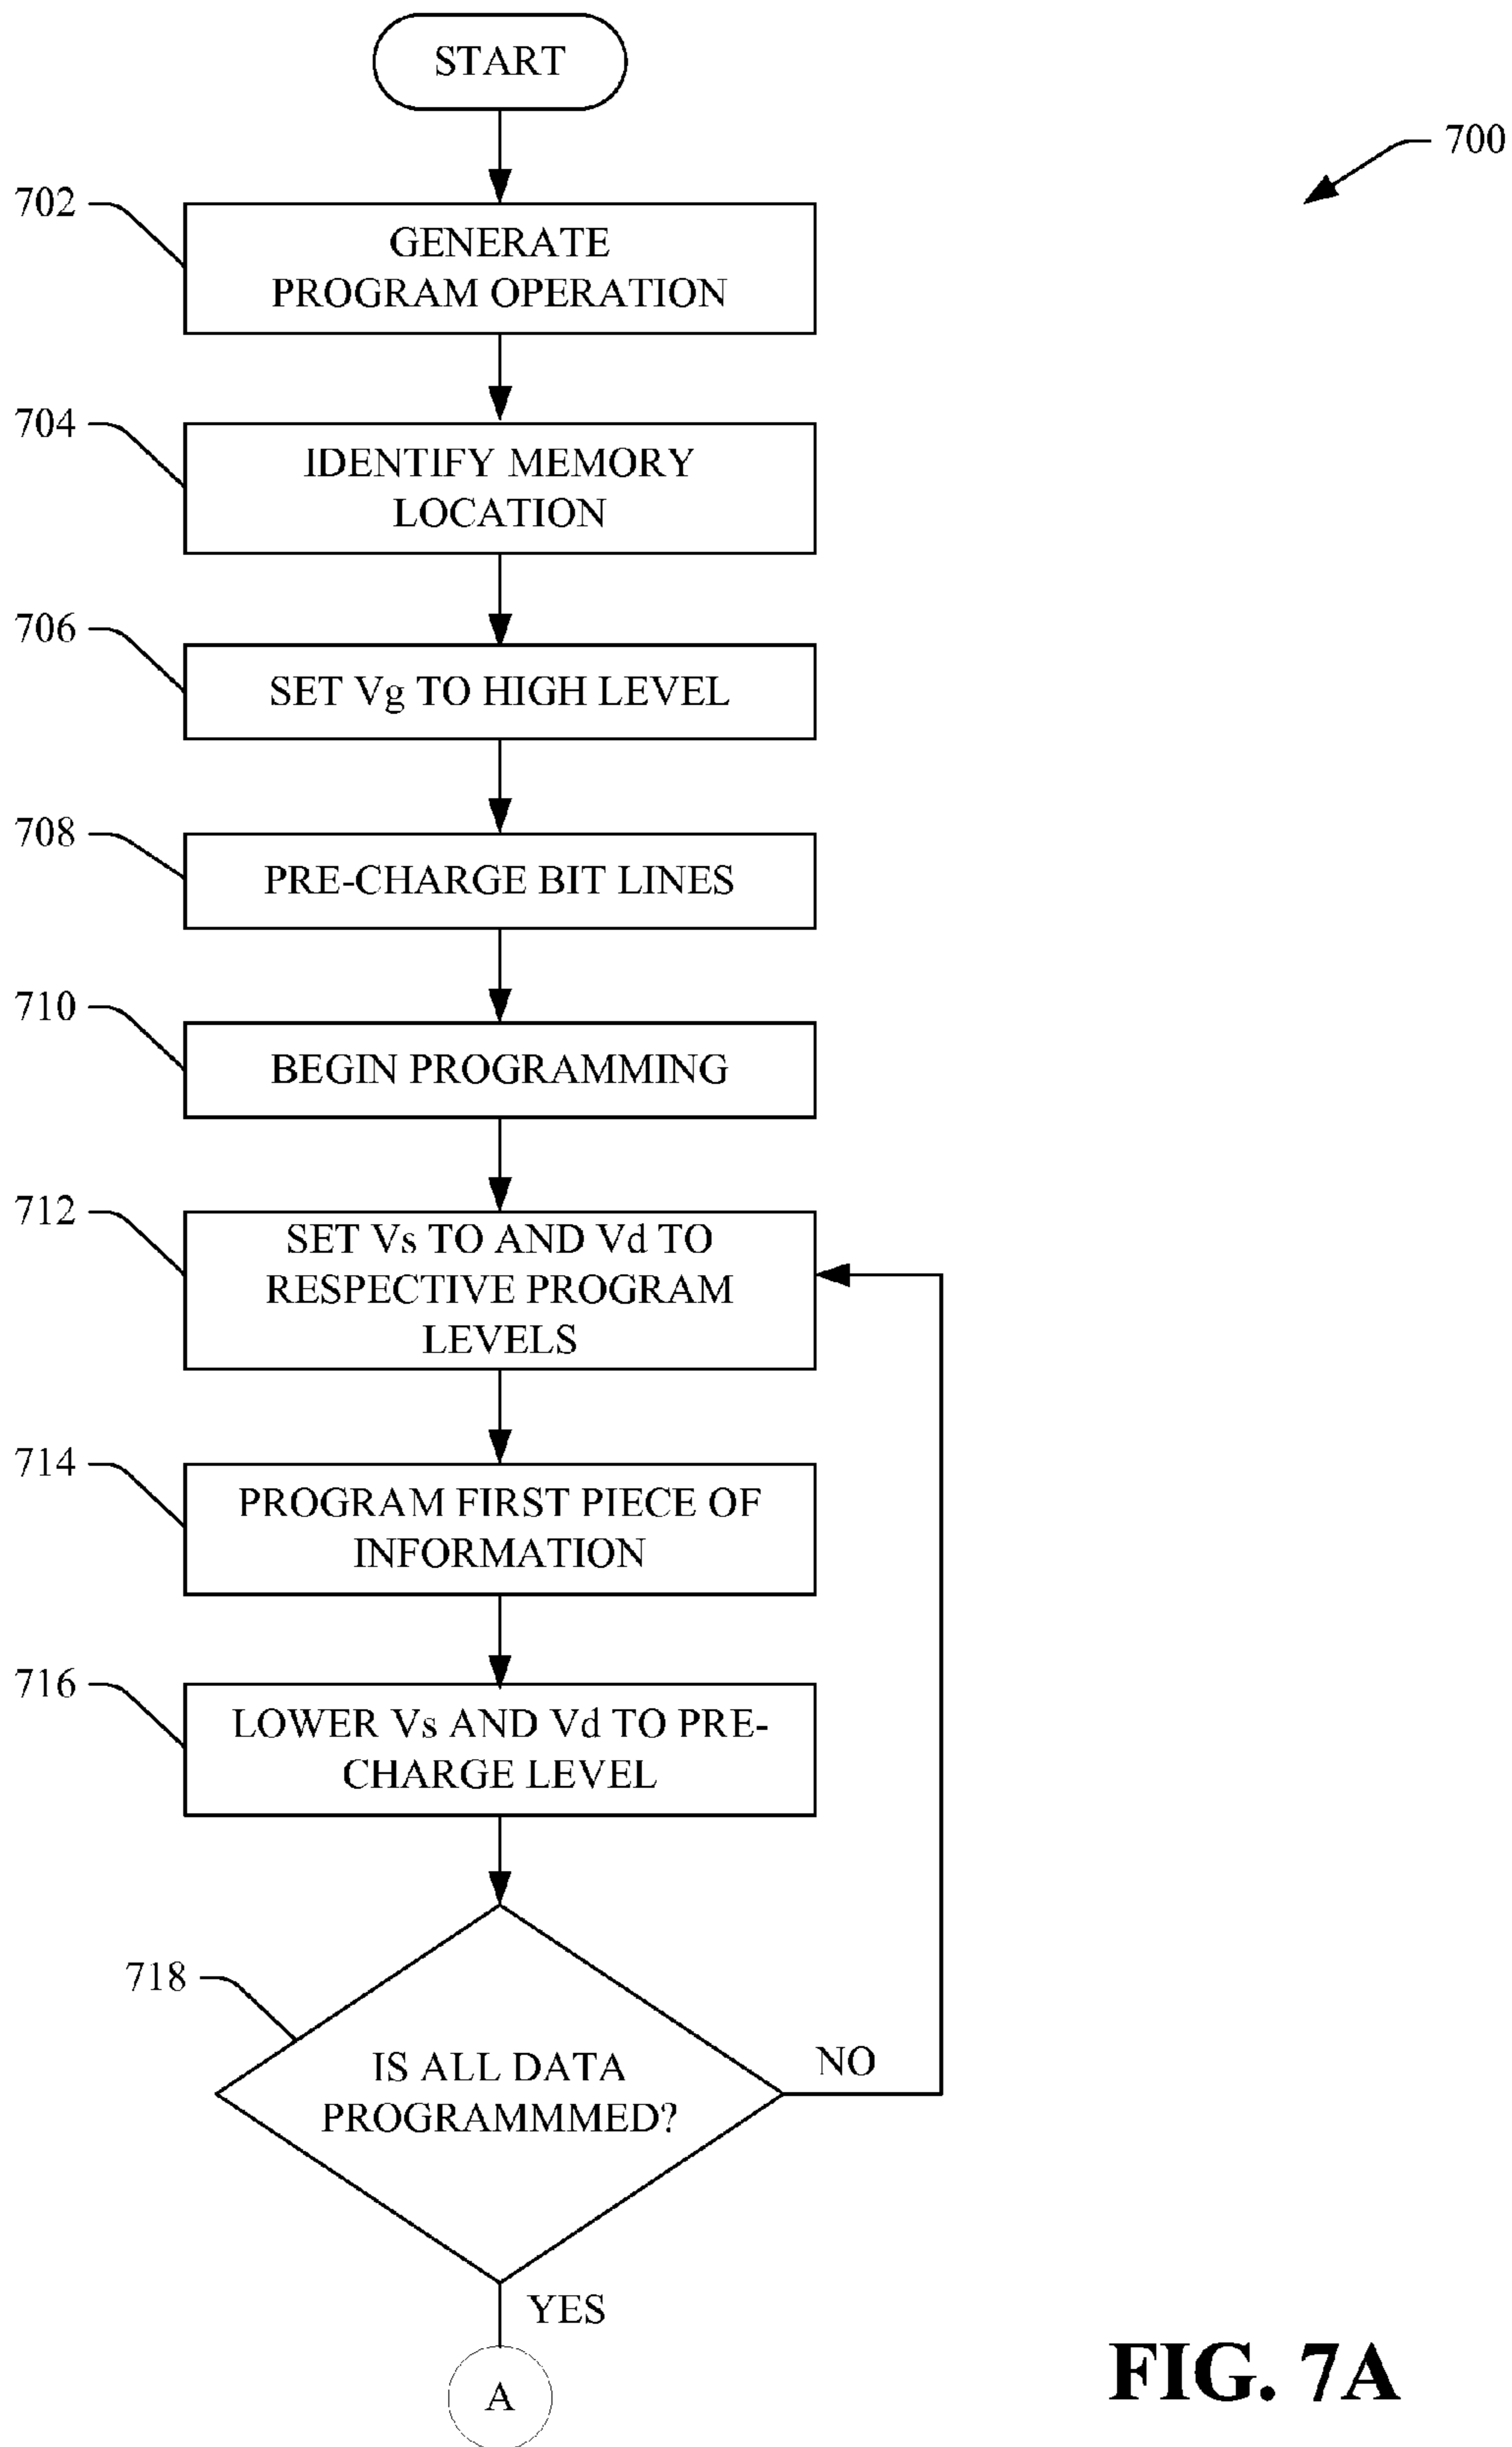 START
700
702
GENERATE
PROGRAM OPERATION
704
IDENTIFY MEMORY
LOCATION
706
SET Vg TO HIGH LEVEL
708
PRE-CHARGE BIT LINES
710
BEGIN PROGRAMMING
712
SET Vs TO AND Vd TO
RESPECTIVE PROGRAM
LEVELS
714
PROGRAM FIRST PIECE OF
INFORMATION
716
LOWER Vs AND Vd TO PRE-
CHARGE LEVEL
718
IS ALL DATA
PROGRAMMMED?
NO
YES
A
FIG. 7A